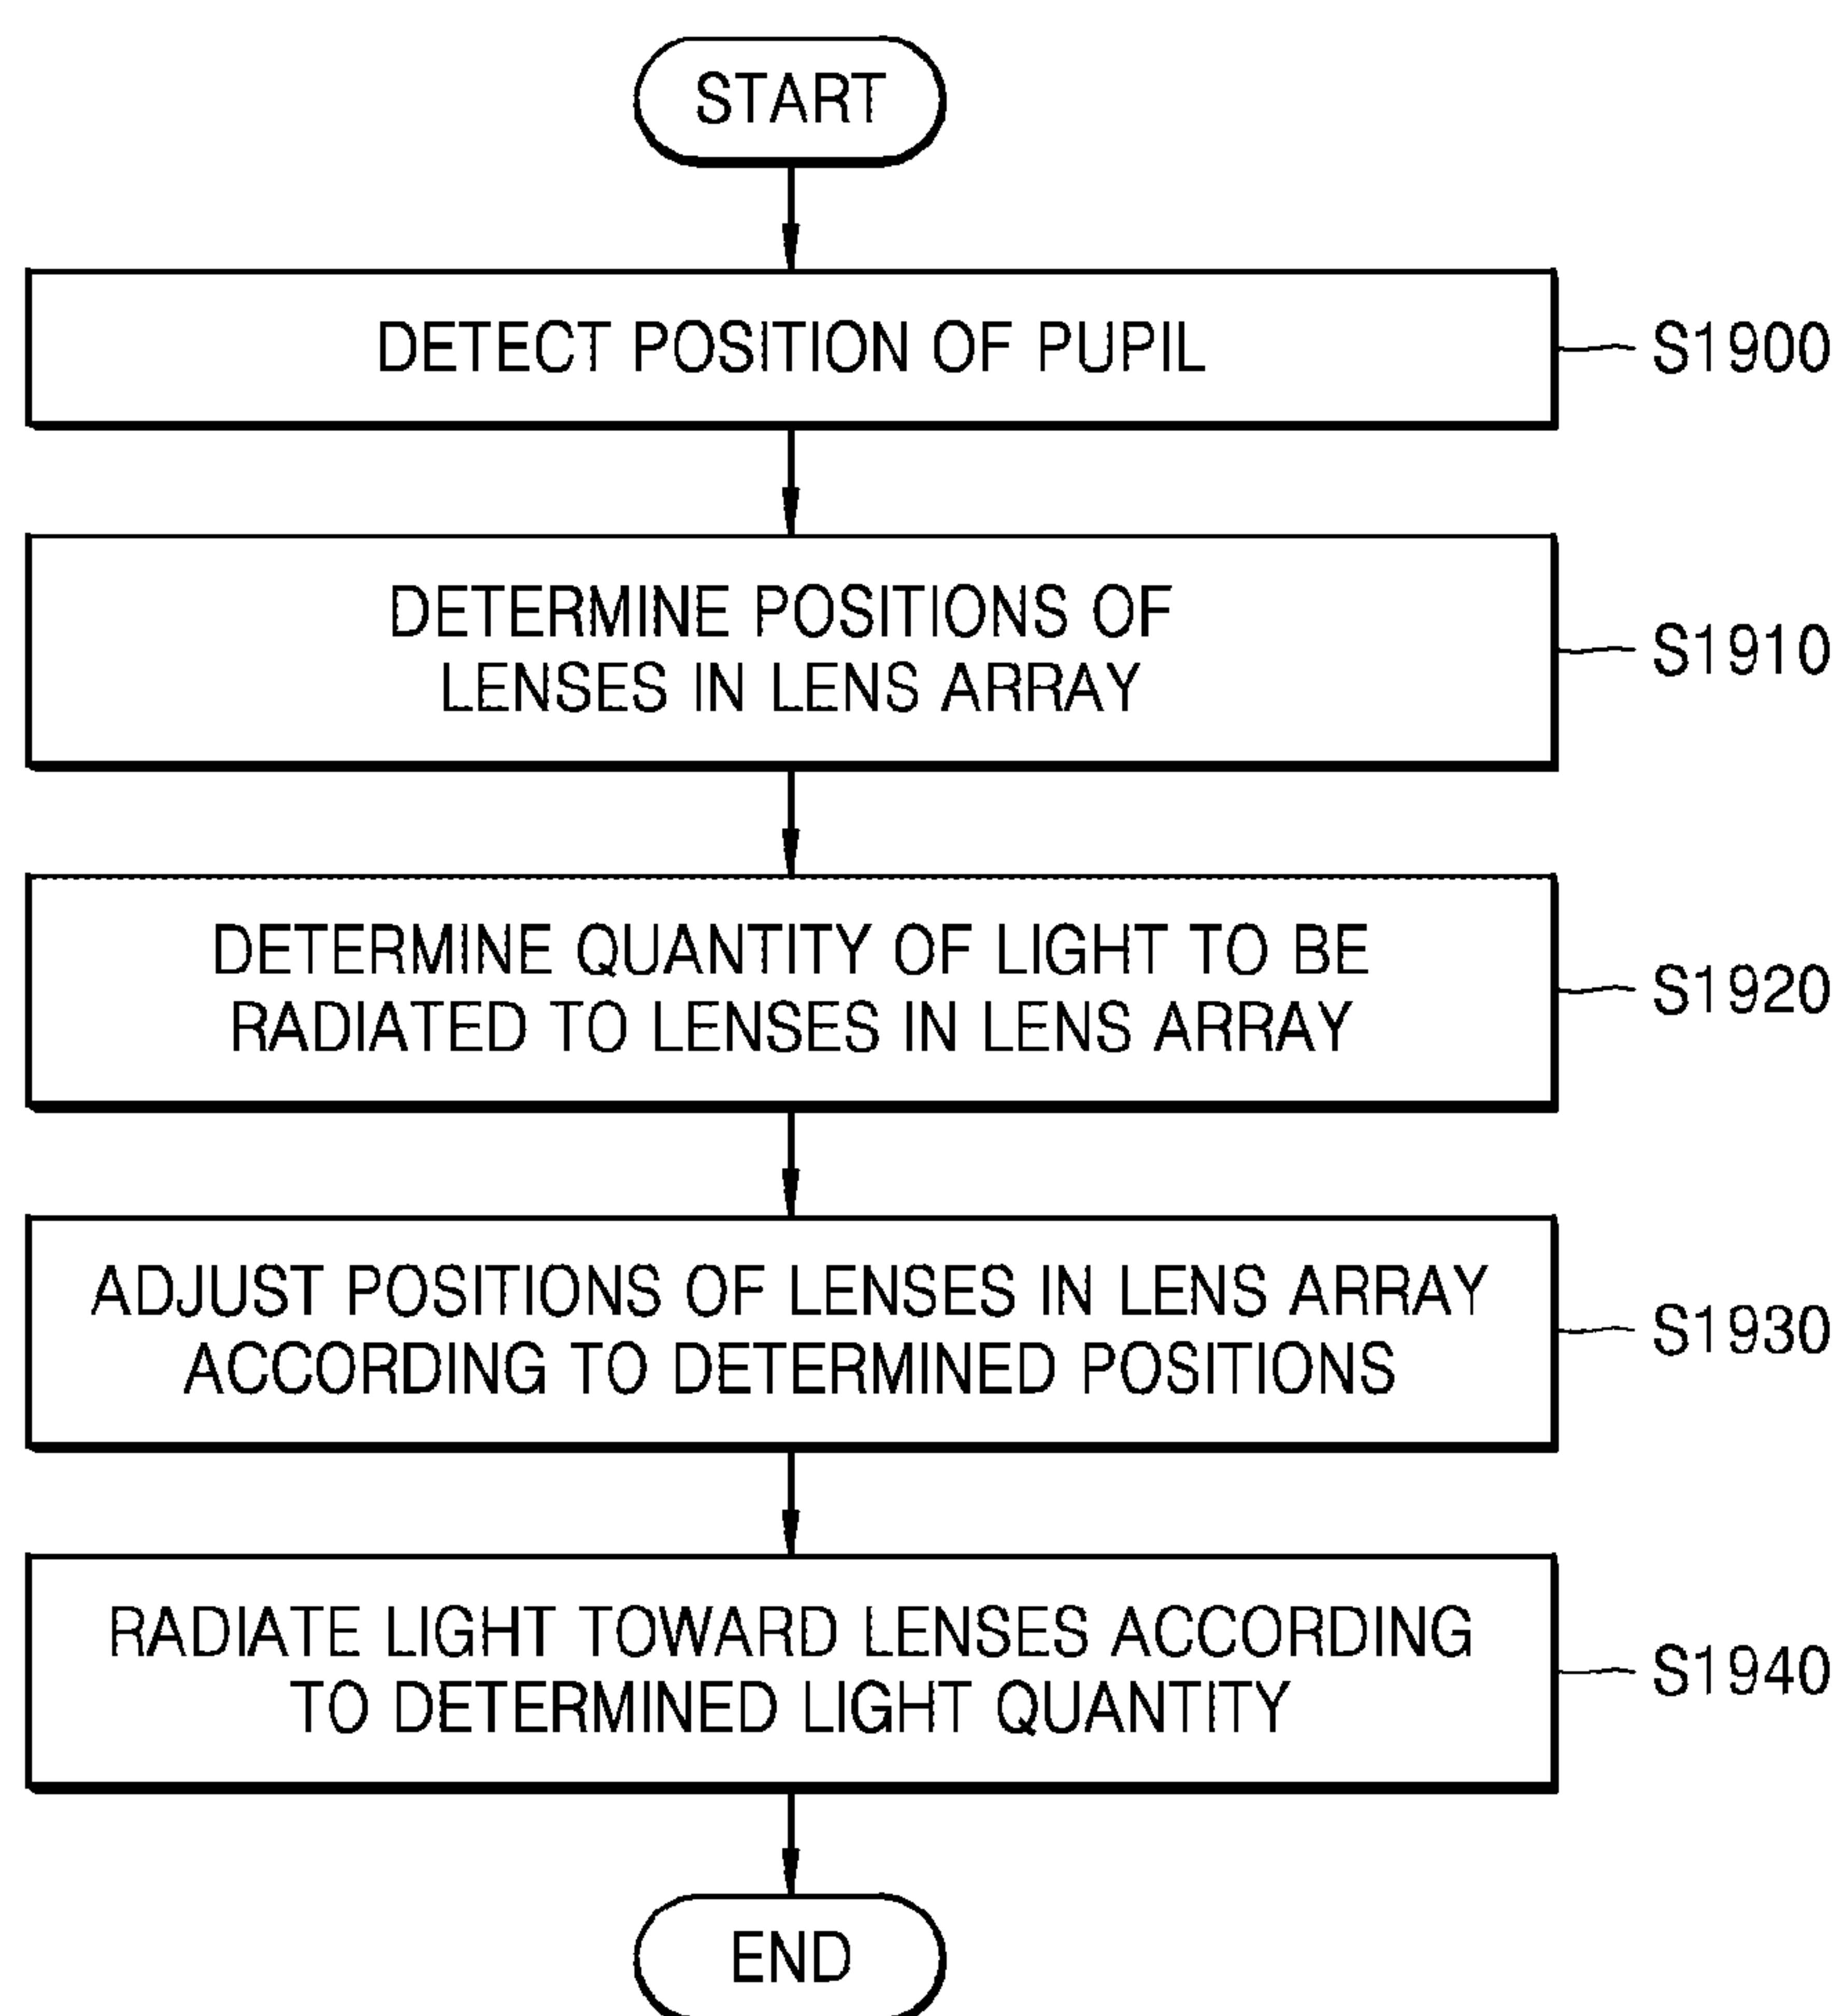 START
DETECT POSITION OF PUPIL
S1900
DETERMINE POSITIONS OF
LENSES IN LENS ARRAY
S1910
DETERMINE QUANTITY OF LIGHT TO BE
RADIATED TO LENSES IN LENS ARRAY
S1920
ADJUST POSITIONS OF LENSES IN LENS ARRAY
ACCORDING TO DETERMINED POSITIONS
S1930
RADIATE LIGHT TOWARD LENSES ACCORDING
TO DETERMINED LIGHT QUANTITY
S1940
END